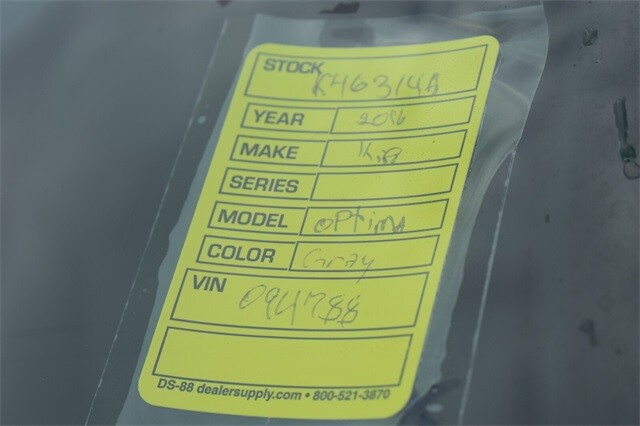 STOCK K46314A
YEAR 2016
MAKE Kia
SERIES
MODEL OPTIMA
COLOR Gray
VIN 094788
DS-88 dealersupply.com • 800-521-3870